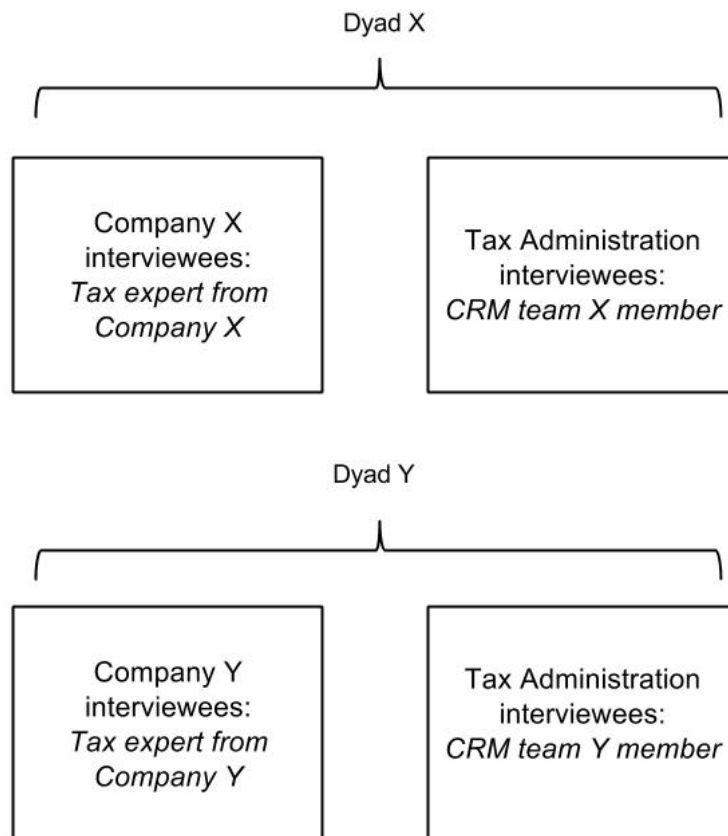 Dyad X
Company X
interviewees:
Tax expert from
Company X
Tax Administration
interviewees:
CRM team X member
Dyad Y
Company Y
interviewees:
Tax expert from
Company Y
Tax Administration
interviewees:
CRM team Y member